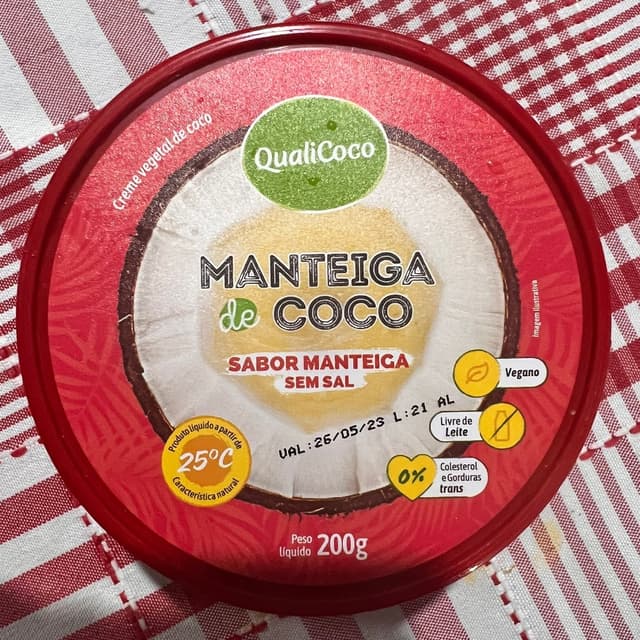 Creme vegetal de coco
QualiCoco
MANTEIGA
de COCO
SABOR MANTEIGA
SEM SAL
Imagem ilustrativa
Vegano
VAL:26/05/23 L:21 AL
Livre de
Leite
Produto líquido a partir de
25°C
Característica natural
0%
Colesterol
e Gorduras
trans
Peso
líquido 200g